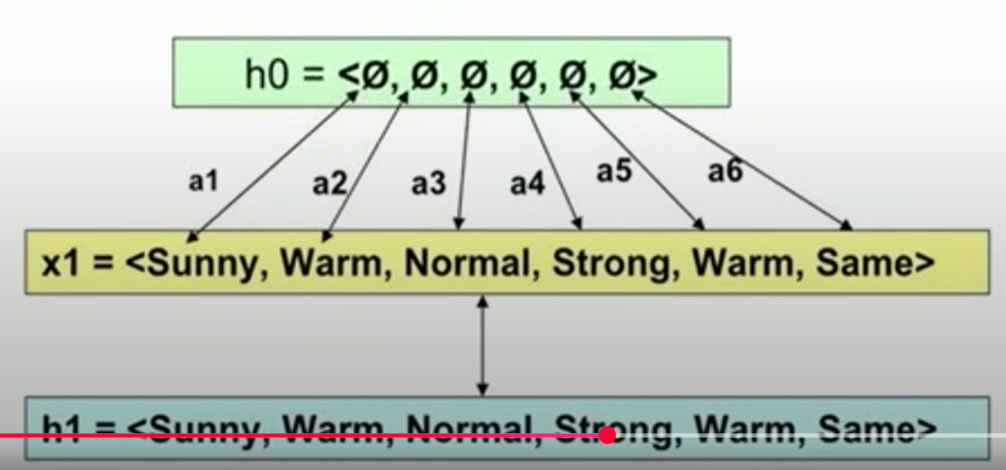 h0 = <Ø, Ø, Ø, Ø, Ø, Ø>
a1 a2 a3 a4 a5 a6
x1 = <Sunny, Warm, Normal, Strong, Warm, Same>
h1 = <Sunny, Warm, Normal, Strong, Warm, Same>